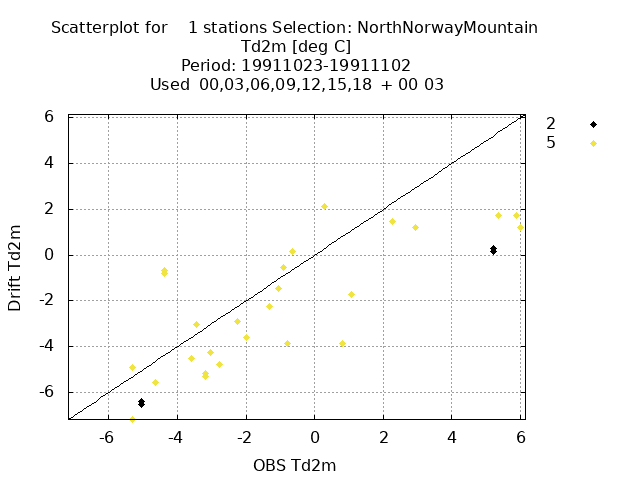 Scatterplot for 1 stations Selection: NorthNorwayMountain
Td2m [deg C]
Period: 19911023-19911102
Used 00,03,06,09,12,15,18 + 00 03
2
5
6
4
2
0
-2
-4
-6
Drift Td2m
-6 -4 -2 0 2 4 6
OBS Td2m